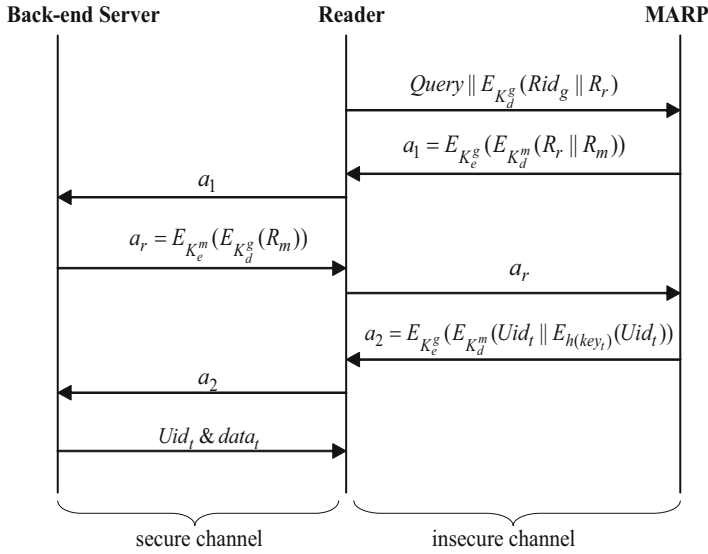 Back-end Server Reader MARP
Query || E_{K_d^g}(Rid_g || R_r)
a_1 = E_{K_e^g}(E_{K_d^m}(R_r || R_m))
a_1
a_r = E_{K_e^m}(E_{K_d^g}(R_m))
a_r
a_2 = E_{K_e^g}(E_{K_d^m}(Uid_t || E_{h(key_t)}(Uid_t))
a_2
Uid_t & data_t
secure channel insecure channel